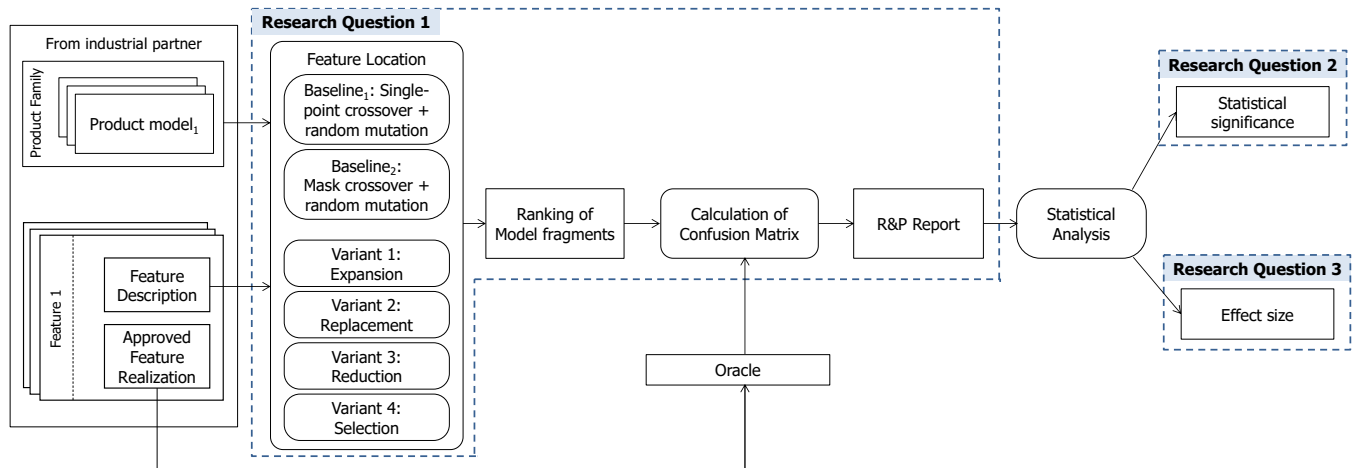 Research Question 1
From industrial partner
Product Family
Product model₁
Feature 1
Feature
Description
Approved
Feature
Realization
Feature Location
Baseline₁: Single-
point crossover +
random mutation
Baseline₂:
Mask crossover +
random mutation
Variant 1:
Expansion
Variant 2:
Replacement
Variant 3:
Reduction
Variant 4:
Selection
Ranking of
Model fragments
Calculation of
Confusion Matrix
R&P Report
Oracle
Statistical
Analysis
Research Question 2
Statistical
significance
Research Question 3
Effect size